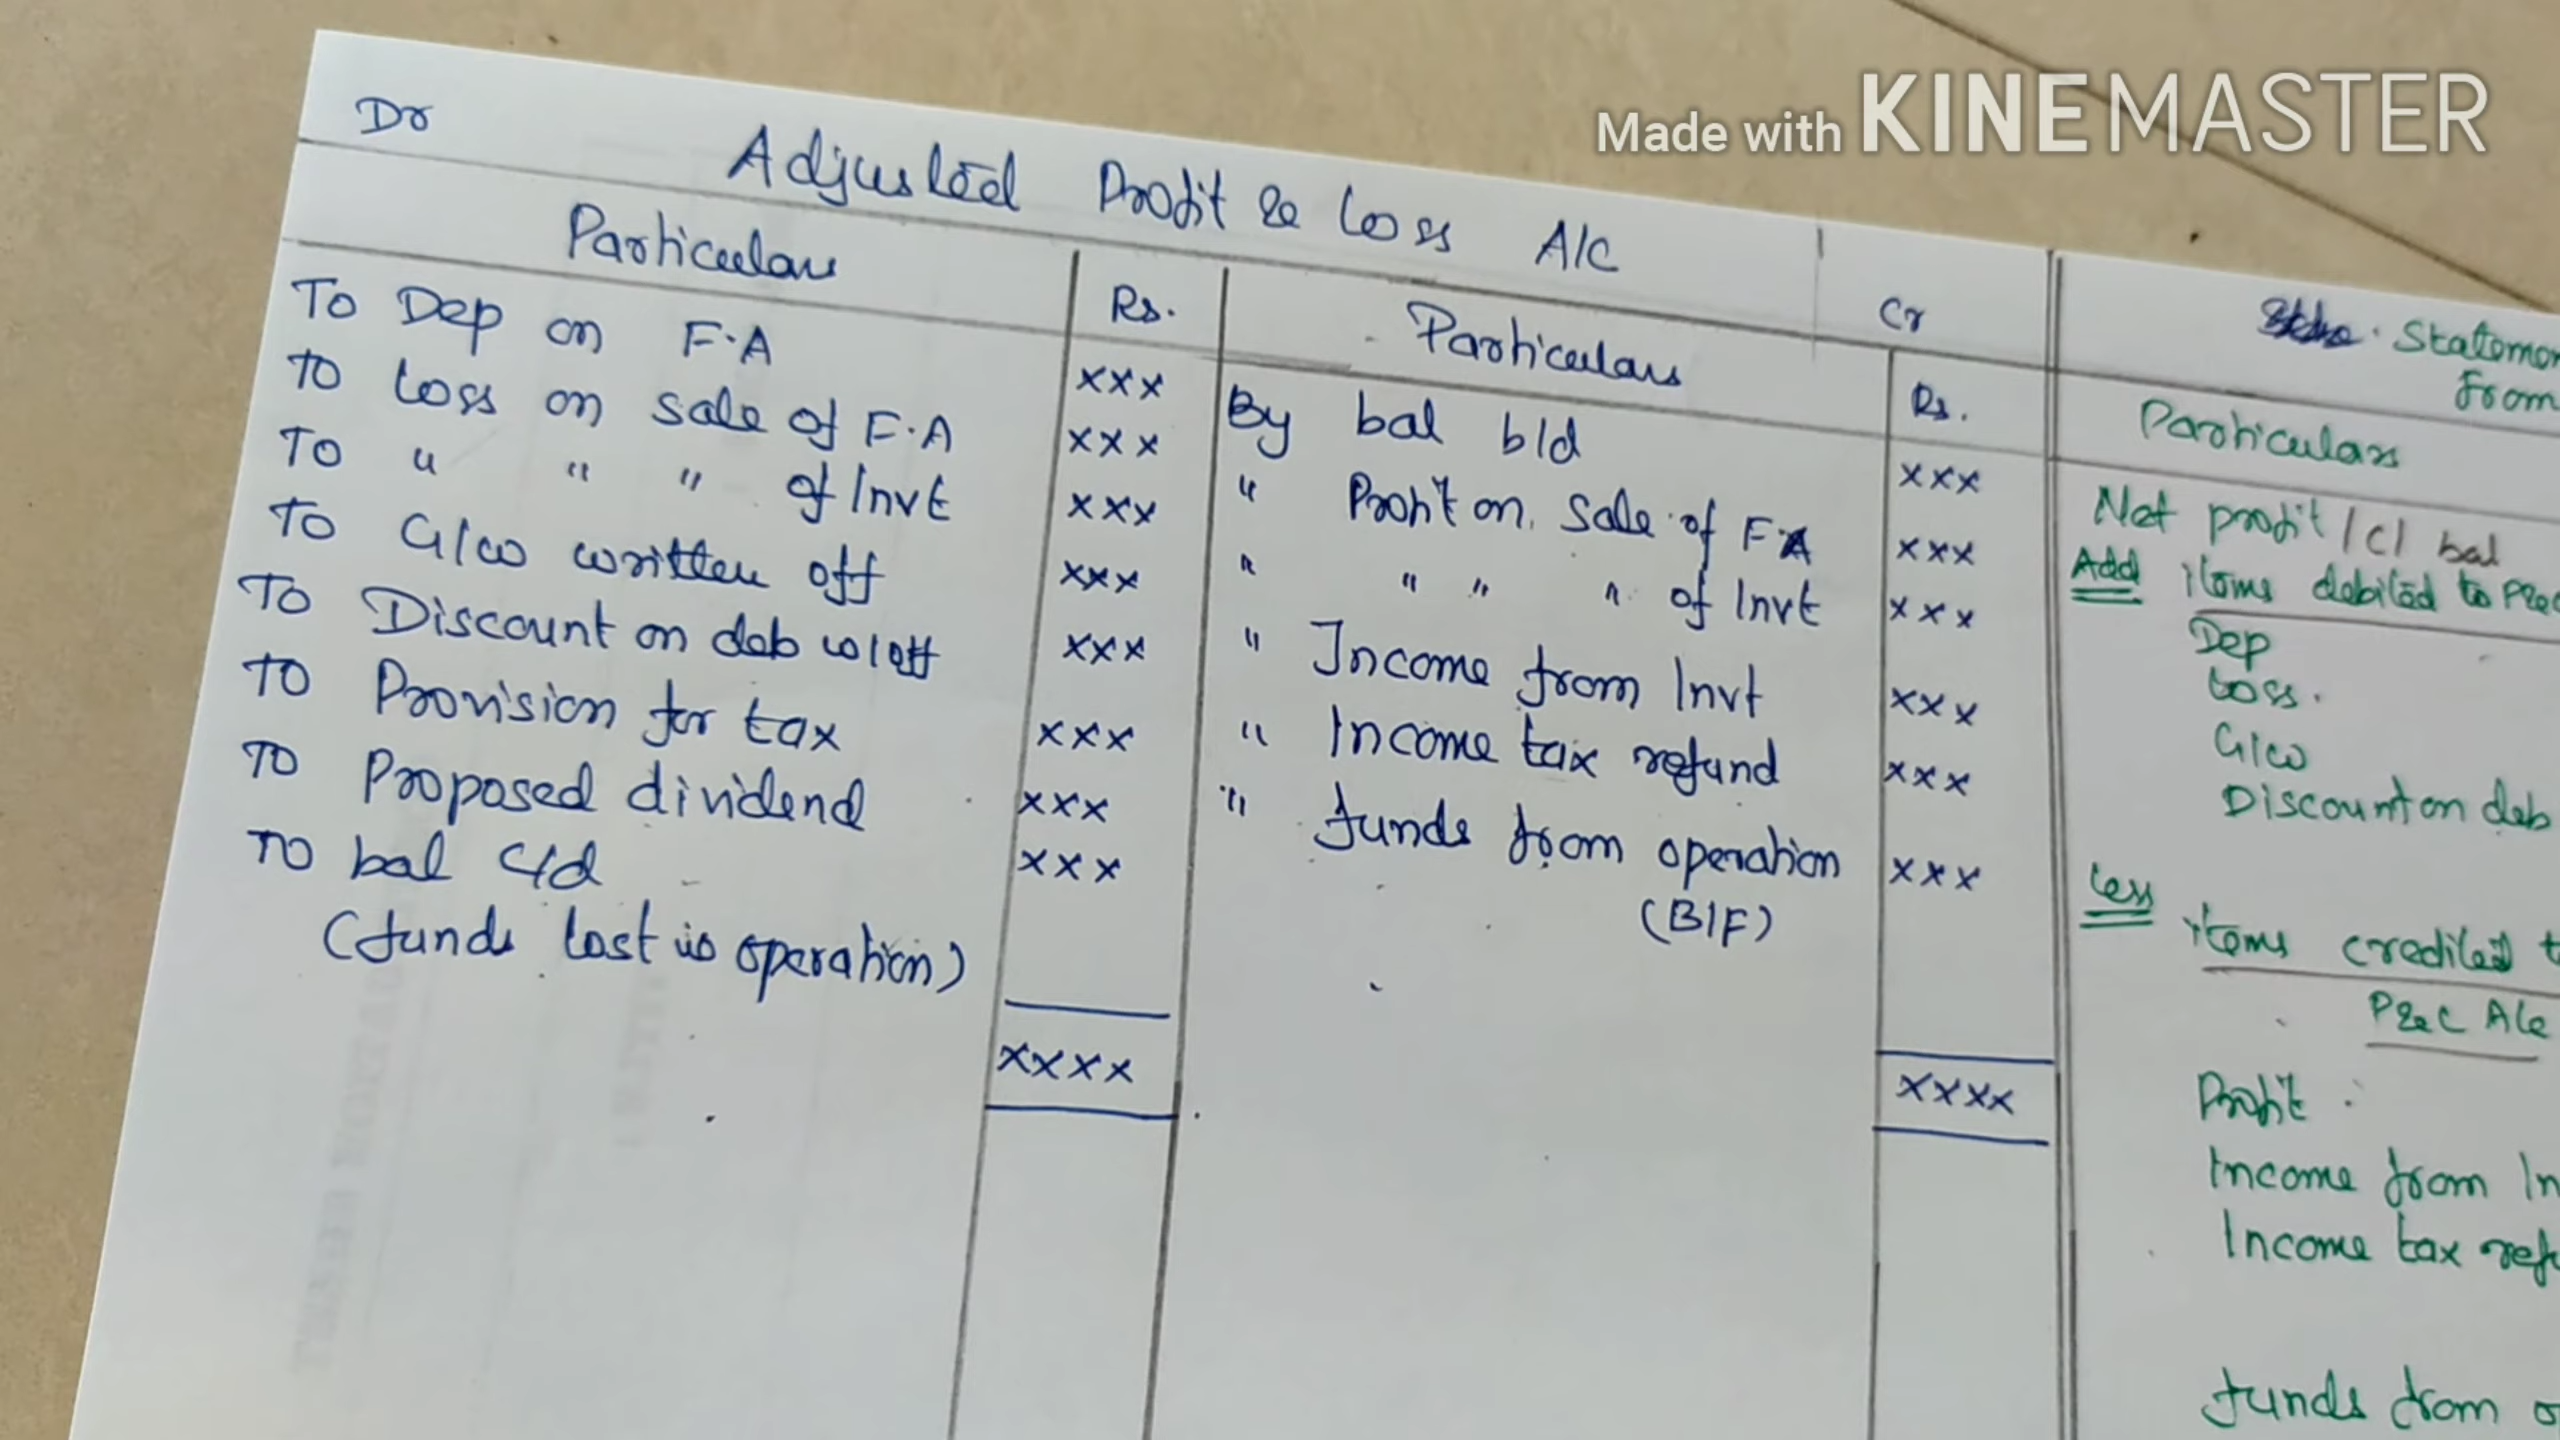 Made with KINEMASTER
Dr
Adjusted Profit & Loss A/C
Cr
Particulars
Rs.
To Dep on F.A
xxx
To Loss on sale of F.A
xxx
To " " " of Invt
xxx
To G/w written off
xxx
To Discount on deb w/off
xxx
To Provision for tax
xxx
To Proposed dividend
xxx
To bal c/d
xxx
(funds lost in operation)
xxxx
Particulars
Rs.
By bal b/d
xxx
" Profit on sale of FA
xxx
" " " " of Invt
xxx
" Income from Invt
xxx
" Income tax refund
xxx
" Funds from operation
xxx
(B/F)
xxxx
from
Particulars
Net profit / c/ bal
Add items debited to
Dep
Loss.
G/w
Discount on deb
Less items credited
P&L A/c
Profit
Income from
Income tax
Funds from